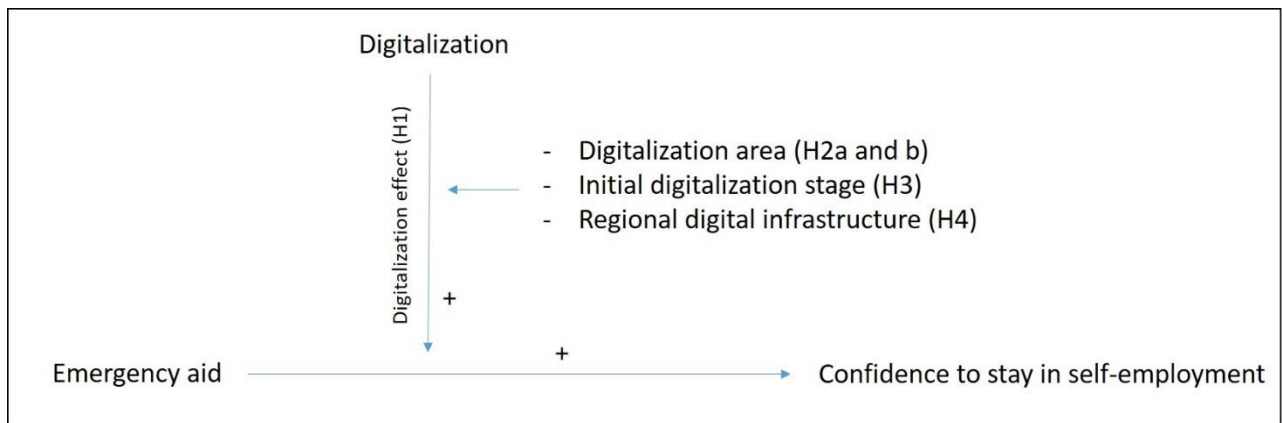 Digitalization
Digitalization effect (H1)
- Digitalization area (H2a and b)
- Initial digitalization stage (H3)
- Regional digital infrastructure (H4)
+
+
Emergency aid
Confidence to stay in self-employment